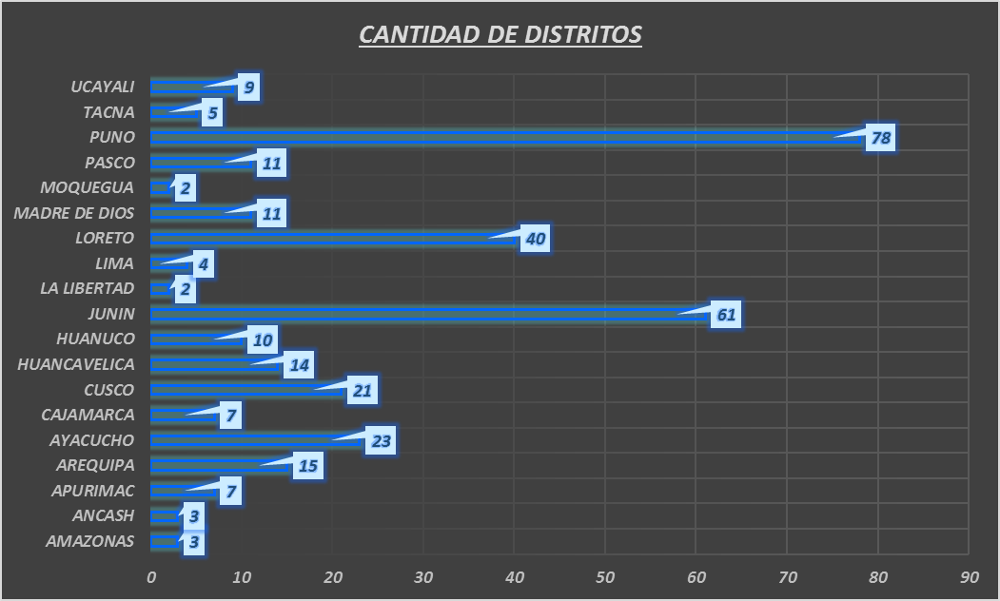 CANTIDAD DE DISTRITOS
UCAYALI 9
TACNA 5
PUNO 78
PASCO 11
MOQUEGUA 2
MADRE DE DIOS 11
LORETO 40
LIMA 4
LA LIBERTAD 2
JUNIN 61
HUANUCO 10
HUANCAVELICA 14
CUSCO 21
CAJAMARCA 7
AYACUCHO 23
AREQUIPA 15
APURIMAC 7
ANCASH 3
AMAZONAS 3
0 10 20 30 40 50 60 70 80 90